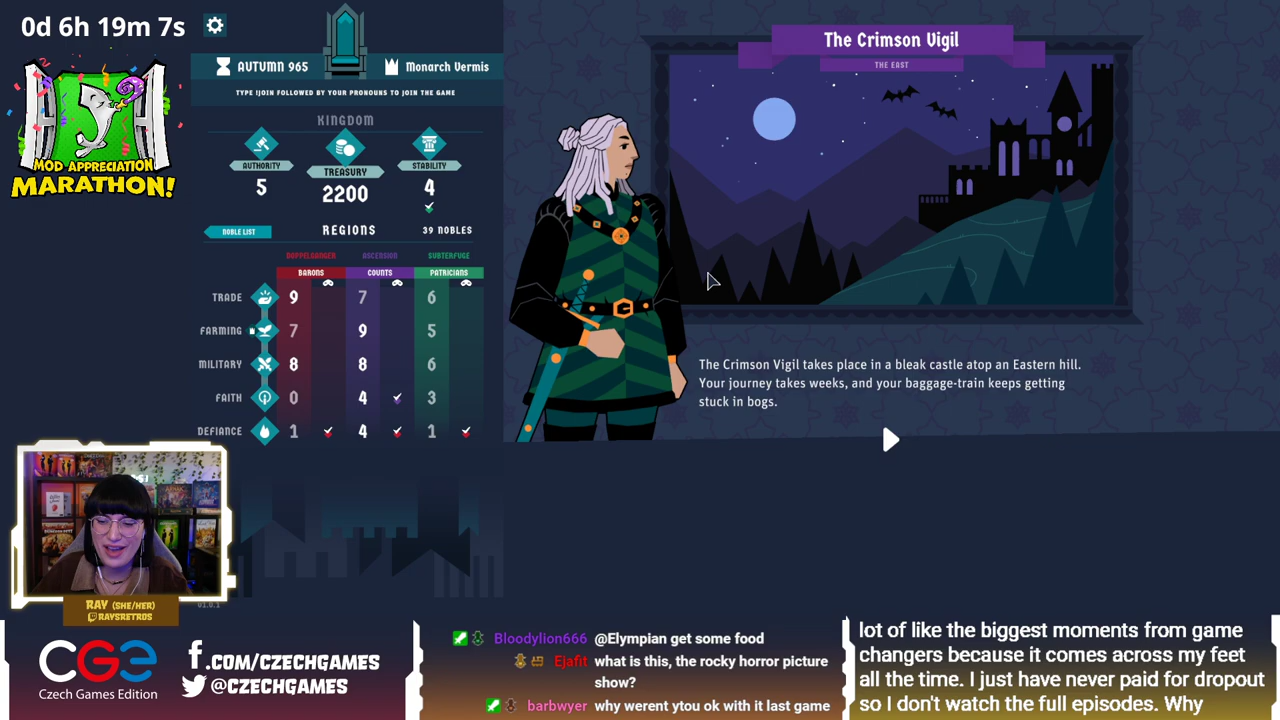 0d 6h 19m 7s
MOD-APPRECIATION
MARATHON!
AUTUMN 965
Monarch Vermis
TYPE !JOIN FOLLOWED BY YOUR PRONOUNS TO JOIN THE GAME
KINGDOM
AUTHORITY
TREASURY
STABILITY
5
2200
4
NOBLE LIST
REGIONS
39 NOBLES
DOPPELGANGER
ASCENSION
SUBTERFUGE
BARONS
COUNTS
PATRICIANS
TRADE 9 7 6
FARMING 7 9 5
MILITARY 8 8 6
FAITH 0 4 3
DEFIANCE 1 4 1
The Crimson Vigil
THE EAST
The Crimson Vigil takes place in a bleak castle atop an Eastern hill.
Your journey takes weeks, and your baggage-train keeps getting
stuck in bogs.
RAY (SHE/HER)
RAYSRETROS
V1.0.1
CGE
Czech Games Edition
f.COM/CZECHGAMES
@CZECHGAMES
Bloodylion666 @Elympian get some food
Ejafit what is this, the rocky horror picture
show?
barbwyer why werent ytou ok with it last game
lot of like the biggest moments from game
changers because it comes across my feet
all the time. I just have never paid for dropout
so I don't watch the full episodes. Why